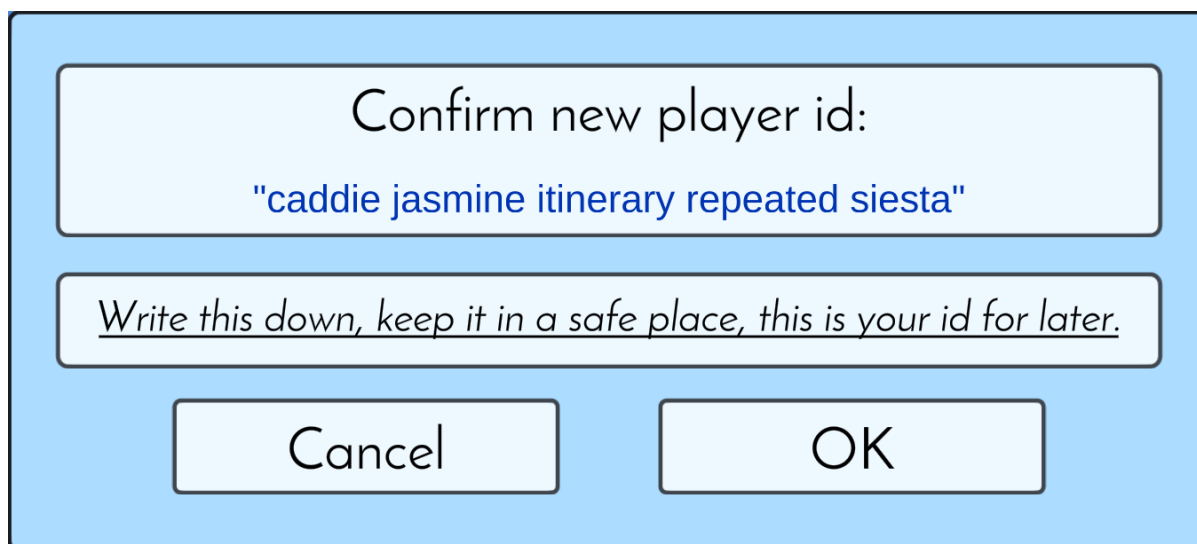 Confirm new player id:
"caddie jasmine itinerary repeated siesta"
Write this down, keep it in a safe place, this is your id for later.
Cancel
OK